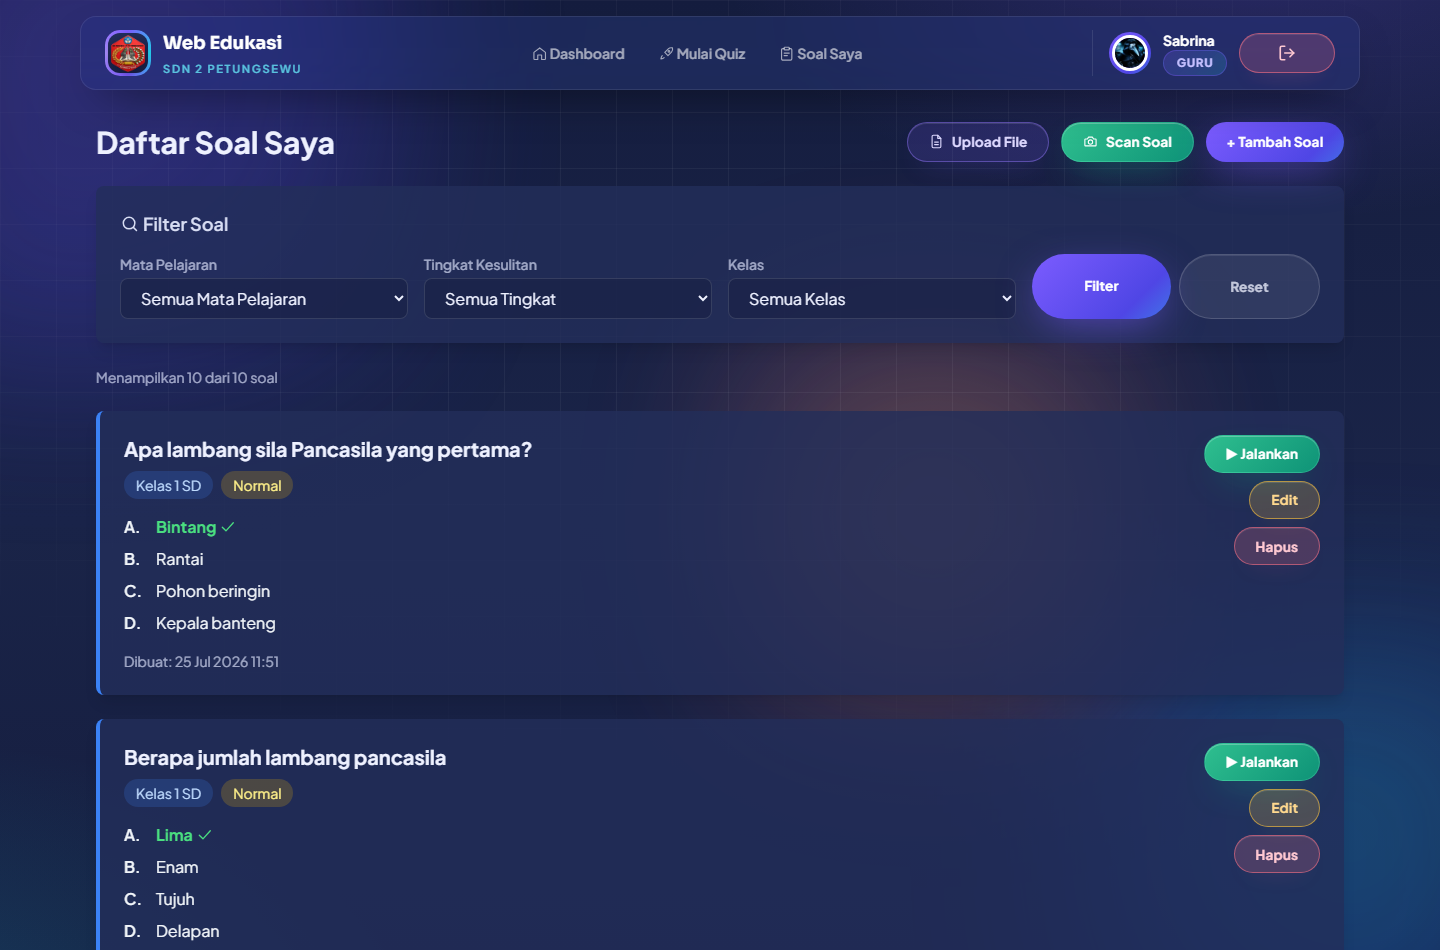 Web Edukasi
SDN 2 PETUNGSEWU
Dashboard
Mulai Quiz
Soal Saya
Sabrina
GURU
Daftar Soal Saya
Upload File
Scan Soal
+ Tambah Soal
Filter Soal
Mata Pelajaran
Tingkat Kesulitan
Kelas
Semua Mata Pelajaran
Semua Tingkat
Semua Kelas
Filter
Reset
Menampilkan 10 dari 10 soal
Apa lambang sila Pancasila yang pertama?
Kelas 1 SD
Normal
A. Bintang ✓
B. Rantai
C. Pohon beringin
D. Kepala banteng
Dibuat: 25 Jul 2026 11:51
▶ Jalankan
Edit
Hapus
Berapa jumlah lambang pancasila
Kelas 1 SD
Normal
A. Lima ✓
B. Enam
C. Tujuh
D. Delapan
▶ Jalankan
Edit
Hapus